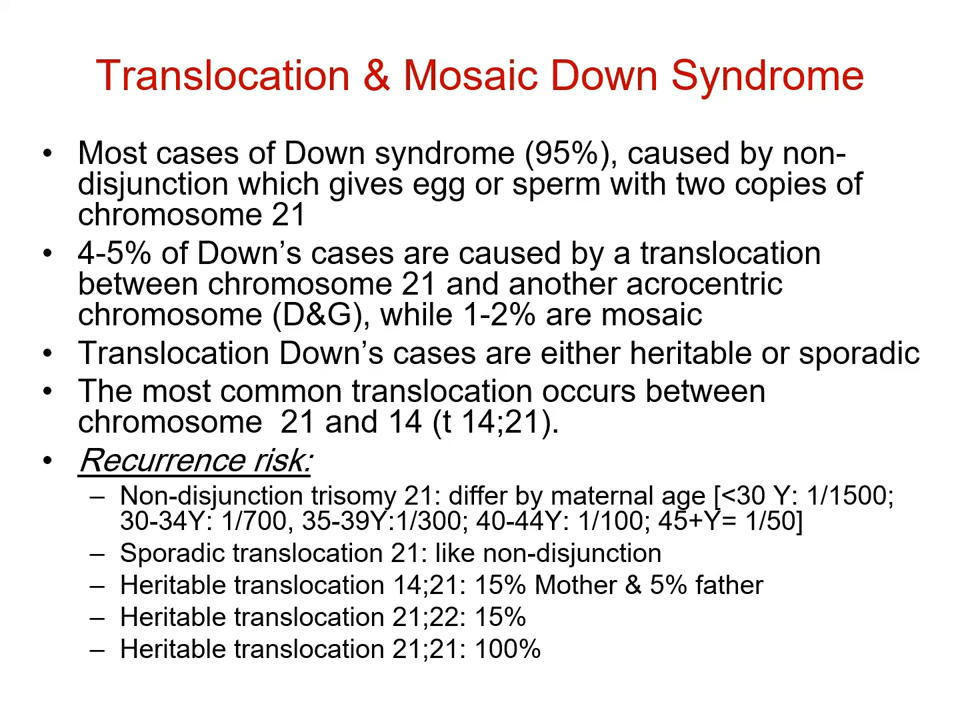 Translocation & Mosaic Down Syndrome
• Most cases of Down syndrome (95%), caused by non-
disjunction which gives egg or sperm with two copies of
chromosome 21
• 4-5% of Down’s cases are caused by a translocation
between chromosome 21 and another acrocentric
chromosome (D&G), while 1-2% are mosaic
• Translocation Down’s cases are either heritable or sporadic
• The most common translocation occurs between
chromosome  21 and 14 (t 14;21).
• Recurrence risk:
– Non-disjunction trisomy 21: differ by maternal age [<30 Y: 1/1500;
30-34Y: 1/700, 35-39Y:1/300; 40-44Y: 1/100; 45+Y= 1/50]
– Sporadic translocation 21: like non-disjunction
– Heritable translocation 14;21: 15% Mother & 5% father
– Heritable translocation 21;22: 15%
– Heritable translocation 21;21: 100%